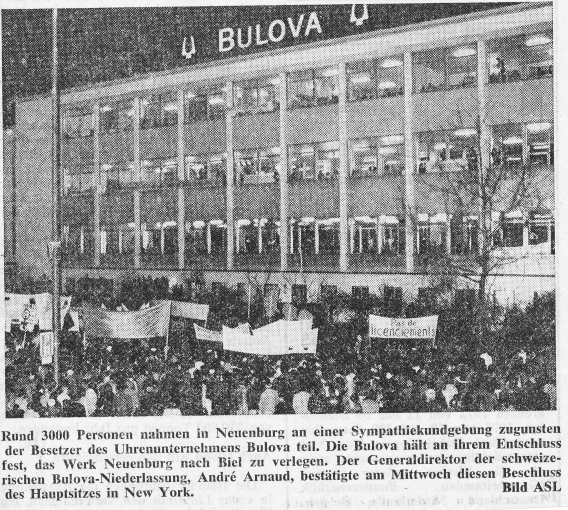 BULOVA
Pas de
licenciements
Rund 3000 Personen nahmen in Neuenburg an einer Sympathiekundgebung zugunsten
der Besetzer des Uhrenunternehmens Bulova teil. Die Bulova hält an ihrem Entschluss
fest, das Werk Neuenburg nach Biel zu verlegen. Der Generaldirektor der schweize-
rischen Bulova-Niederlassung, André Arnaud, bestätigte am Mittwoch diesen Beschluss
des Hauptsitzes in New York. Bild ASL